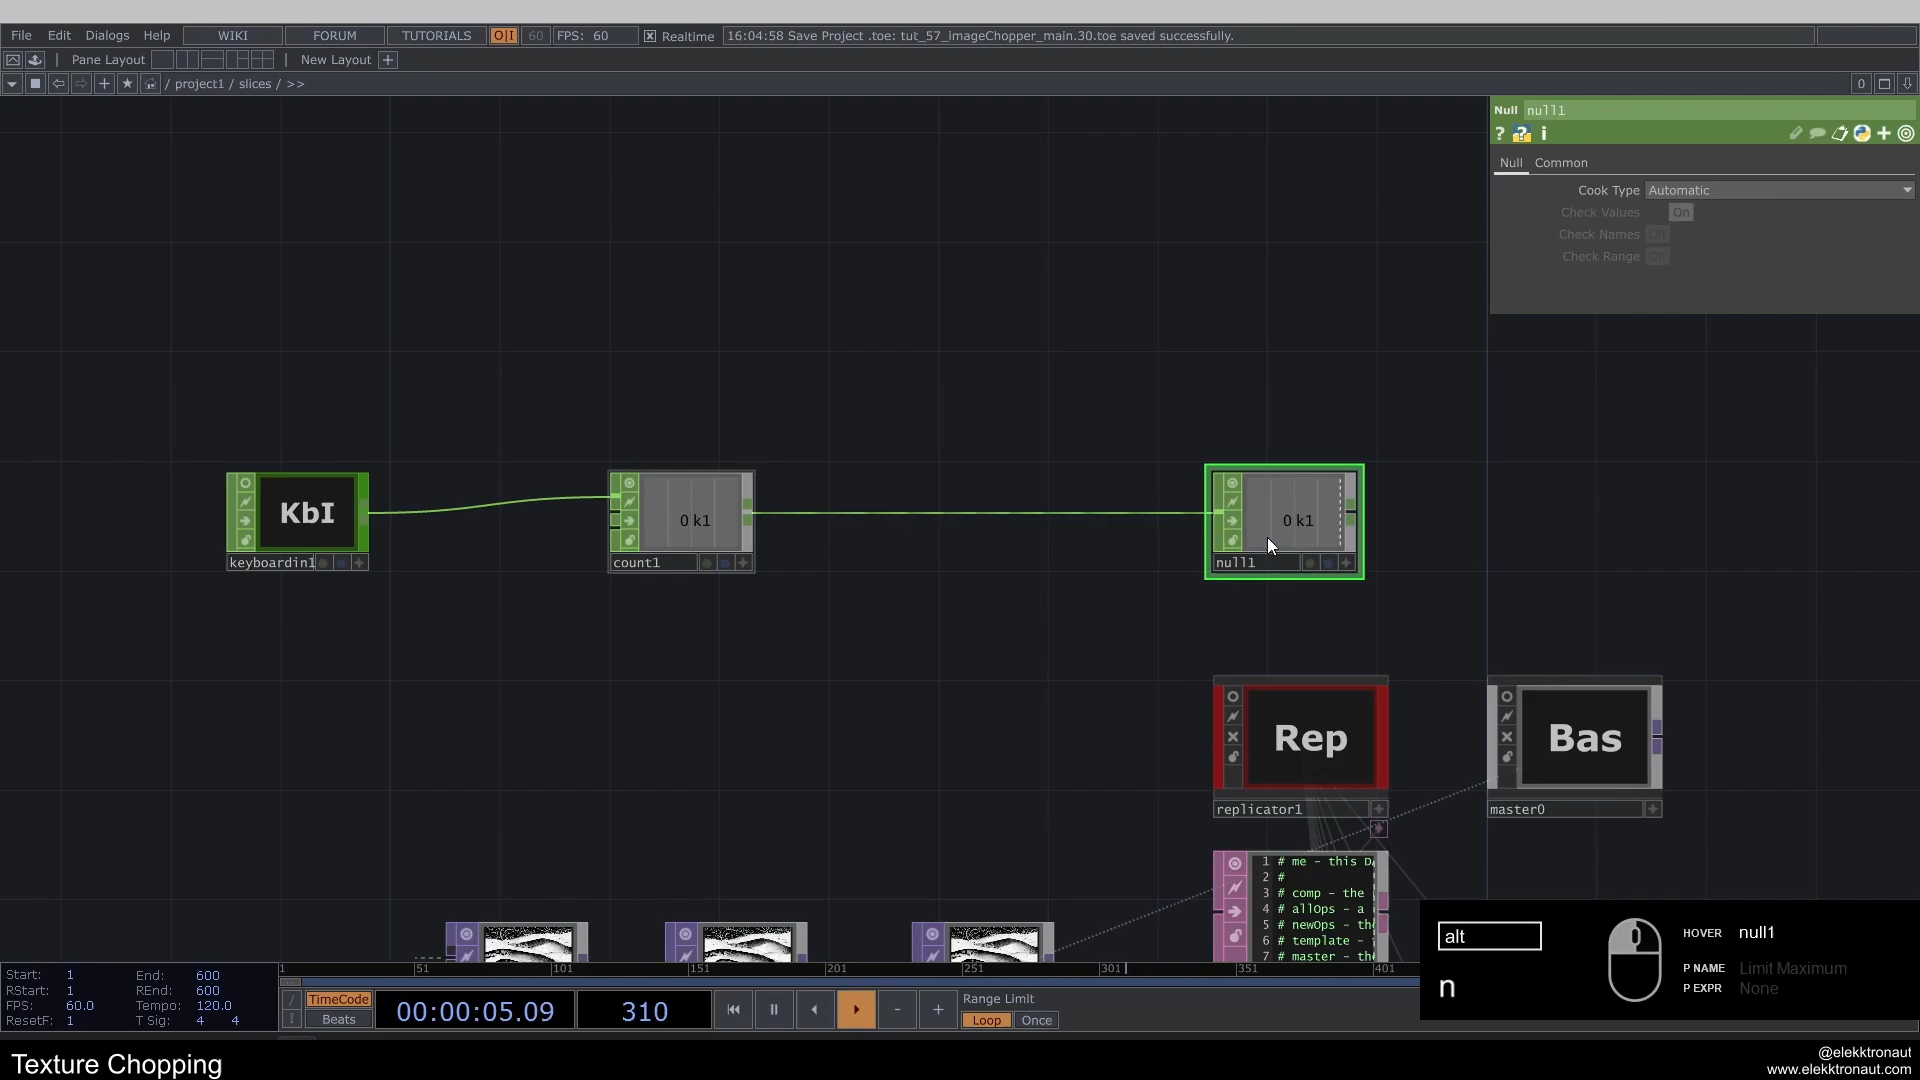 File Edit Dialogs Help WIKI FORUM TUTORIALS O|I 60 FPS: 60 Realtime 16:04:58 Save Project .toe: tut_57_imageChopper_main.30.toe saved successfully.
Pane Layout New Layout +
/ project1 / slices / >> 0
Null null1
? ? i
Null Common
Cook Type Automatic
Check Values On
Check Names Off
Check Range Off
KbI
keyboardin1
0 k1
count1
0 k1
null1
Rep
replicator1
Bas
master0
1 # me - this D
2 #
3 # comp - the
4 # allOps - a
5 # newOps - th
6 # template -
7 # master - th
1 51 101 151 201 251 301 351 401
Start: 1 End: 600
RStart: 1 REnd: 600
FPS: 60.0 Tempo: 120.0
ResetF: 1 T Sig: 4 4
TimeCode
Beats
00:00:05.09
310
Range Limit
Loop Once
alt
n
HOVER null1
P NAME Limit Maximum
P EXPR None
Texture Chopping
@elekktronaut
www.elekktronaut.com